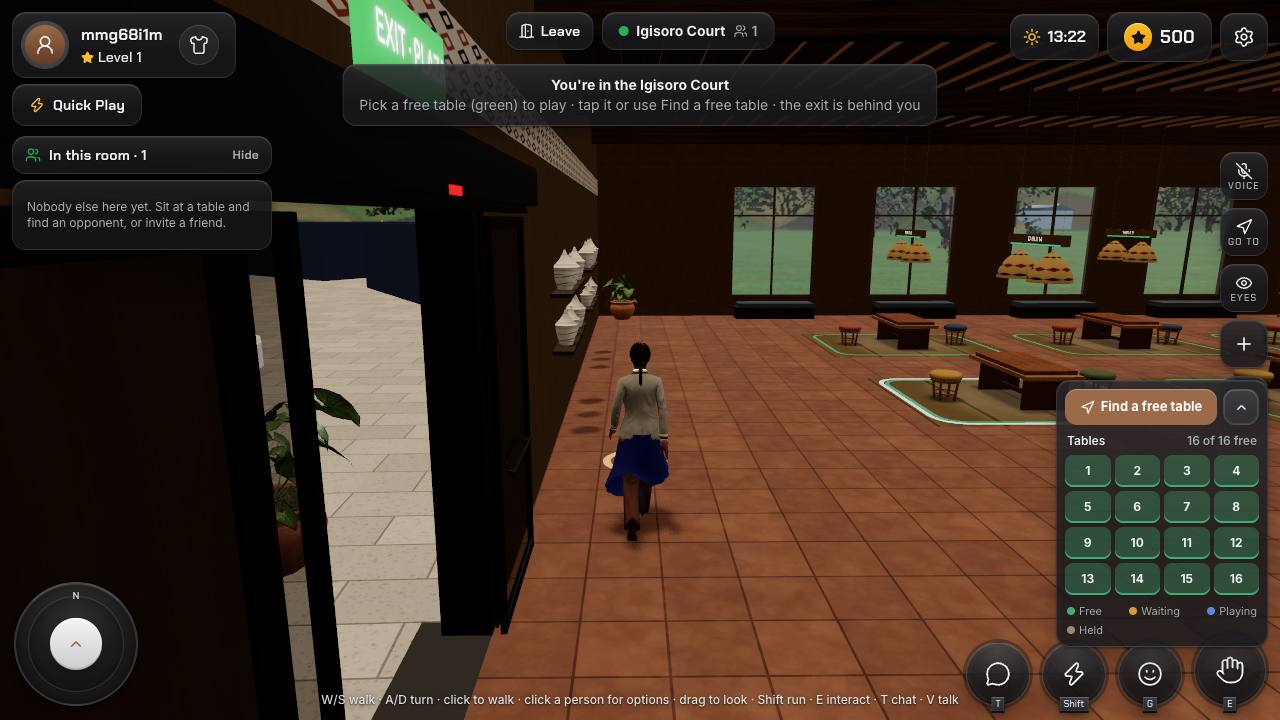 mmg68i1m
Level 1
Leave
Igisoro Court
1
13:22
500
EXIT
You're in the Igisoro Court
Pick a free table (green) to play · tap it or use Find a free table · the exit is behind you
Quick Play
In this room · 1
Hide
Nobody else here yet. Sit at a table and
find an opponent, or invite a friend.
VOICE
GO TO
EYES
Find a free table
Tables
16 of 16 free
1 2 3 4
5 6 7 8
9 10 11 12
13 14 15 16
Free
Waiting
Playing
Held
N
W/S walk · A/D turn · click to walk · click a person for options · drag to look · Shift run · E interact · T chat · V talk
T
Shift
G
E